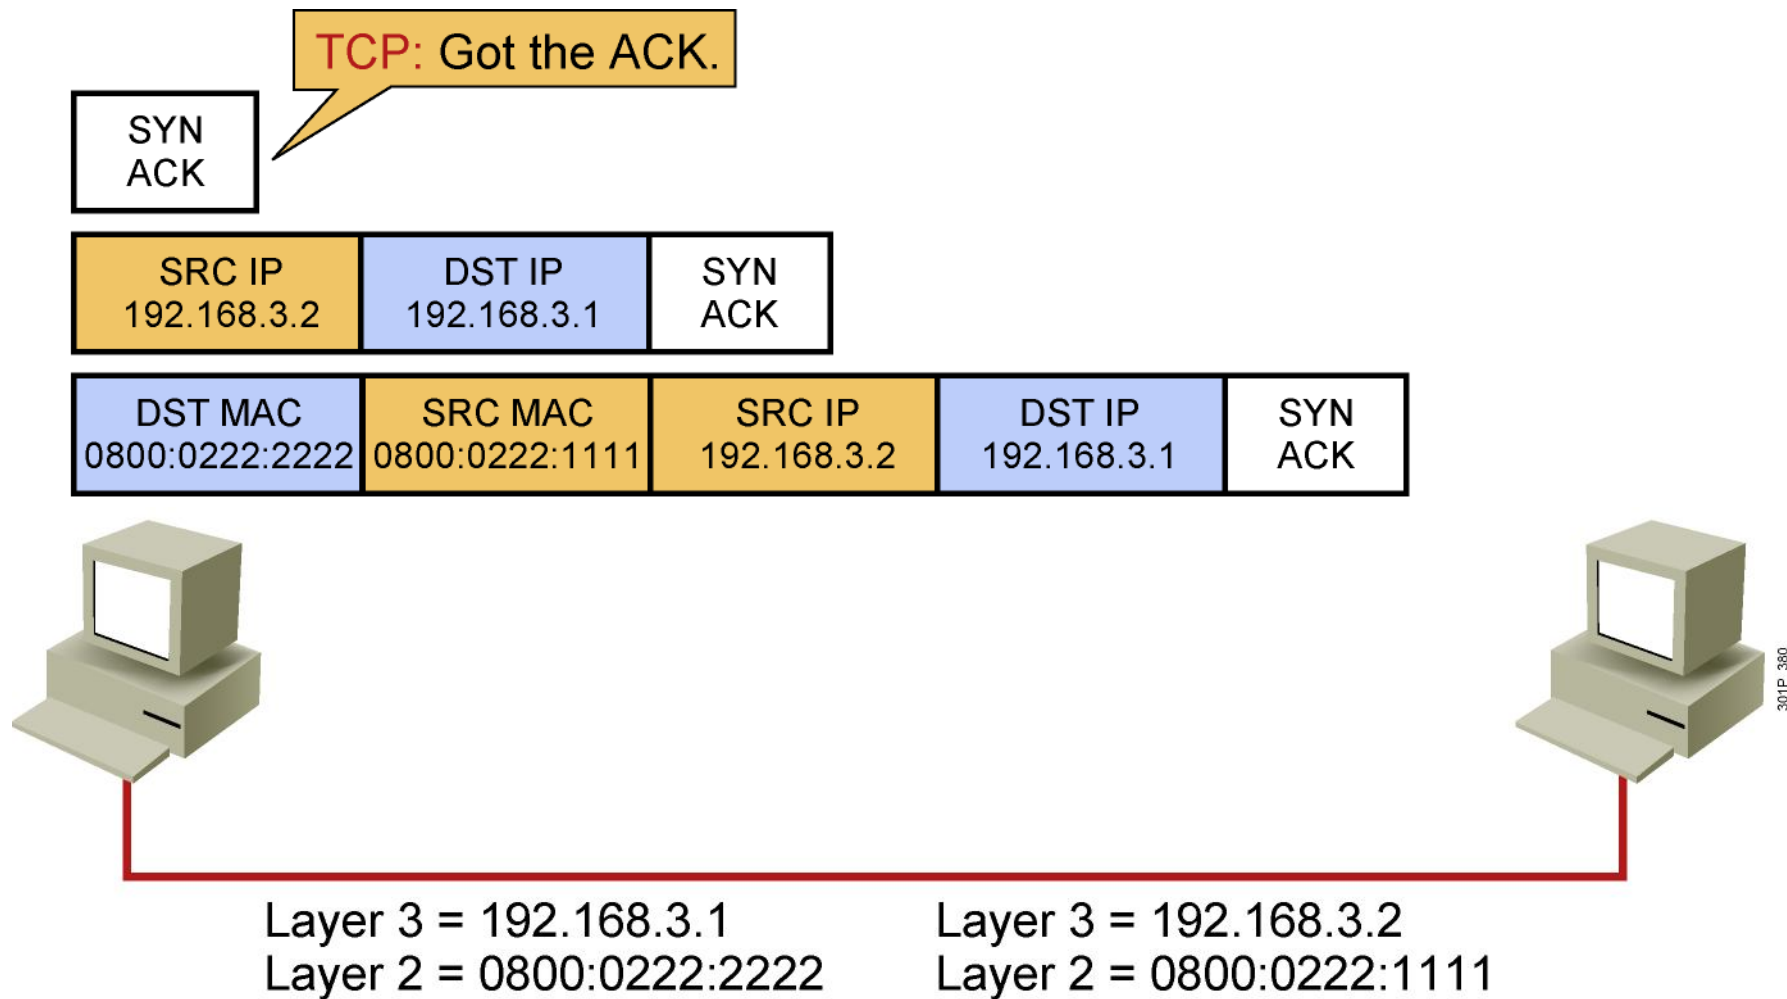 TCP: Got the ACK.
SYN
ACK
SRC IP
192.168.3.2
DST IP
192.168.3.1
SYN
ACK
DST MAC
0800:0222:2222
SRC MAC
0800:0222:1111
SRC IP
192.168.3.2
DST IP
192.168.3.1
SYN
ACK
301P_380
Layer 3 = 192.168.3.1
Layer 2 = 0800:0222:2222
Layer 3 = 192.168.3.2
Layer 2 = 0800:0222:1111